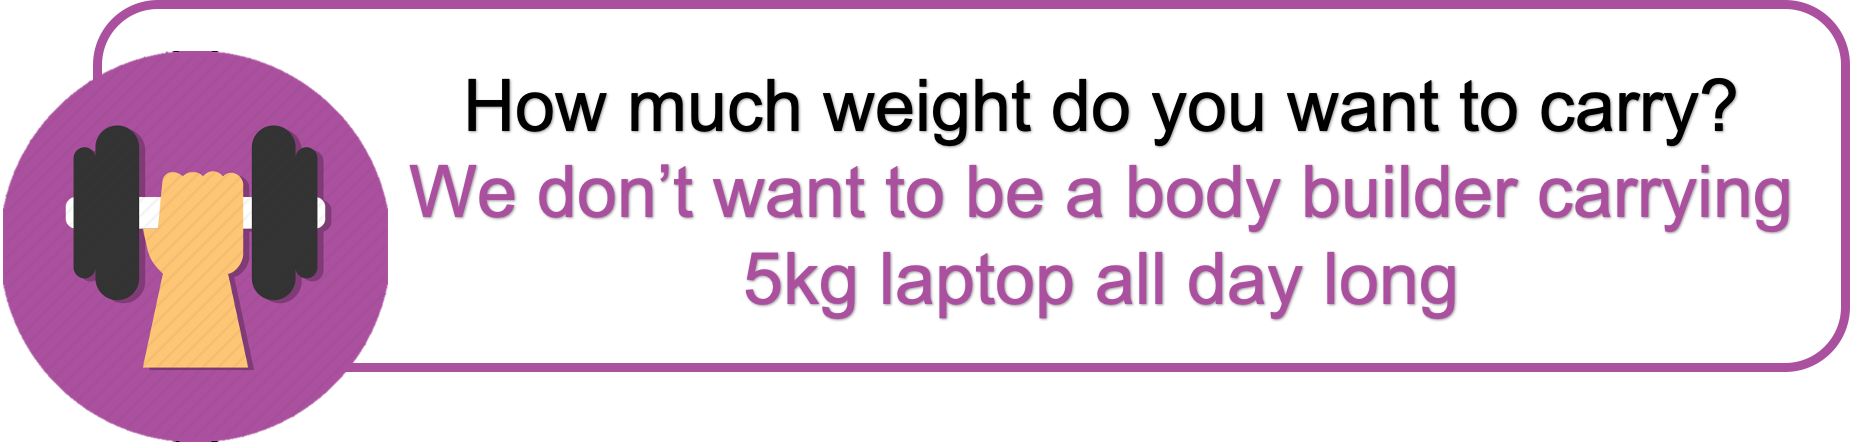 How much weight do you want to carry?
We don’t want to be a body builder carrying
5kg laptop all day long